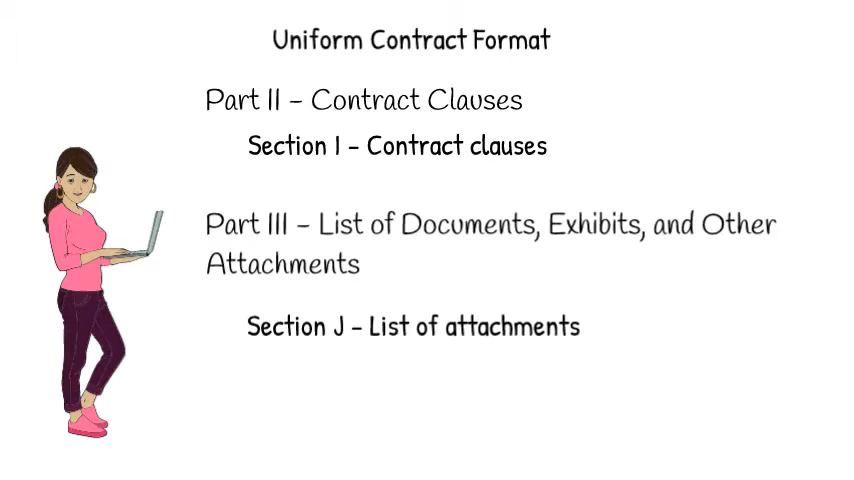 Uniform Contract Format
Part II – Contract Clauses
Section I – Contract clauses
Part III – List of Documents, Exhibits, and Other
Attachments
Section J – List of attachments